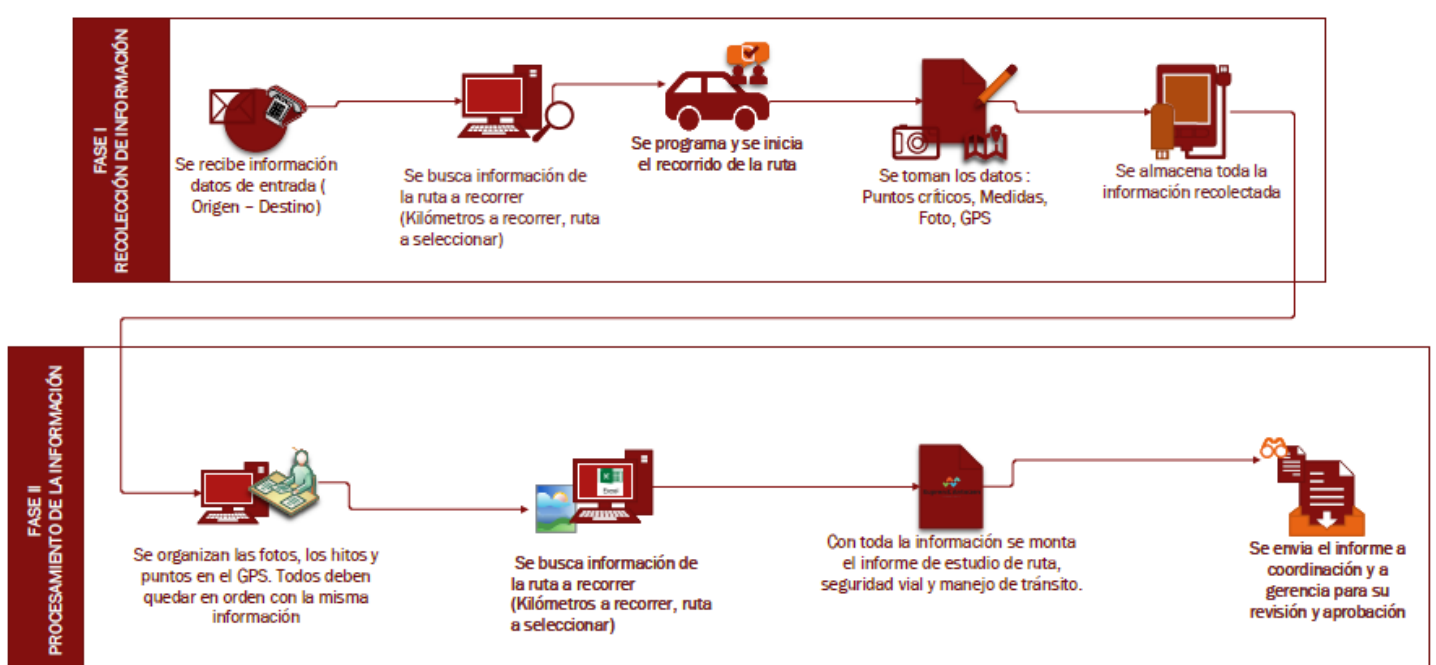 FASE I
RECOLECCIÓN DE INFORMACIÓN
Se recibe información
datos de entrada (
Origen – Destino)
Se busca información de
la ruta a recorrer
(Kilómetros a recorrer, ruta
a seleccionar)
Se programa y se inicia
el recorrido de la ruta
Se toman los datos :
Puntos críticos, Medidas,
Foto, GPS
Se almacena toda la
información recolectada
FASE II
PROCESAMIENTO DE LA INFORMACIÓN
Se organizan las fotos, los hitos y
puntos en el GPS. Todos deben
quedar en orden con la misma
información
Excel
Se busca información de
la ruta a recorrer
(Kilómetros a recorrer, ruta
a seleccionar)
Con toda la información se monta
el informe de estudio de ruta,
seguridad vial y manejo de tránsito.
Se envia el informe a
coordinación y a
gerencia para su
revisión y aprobación